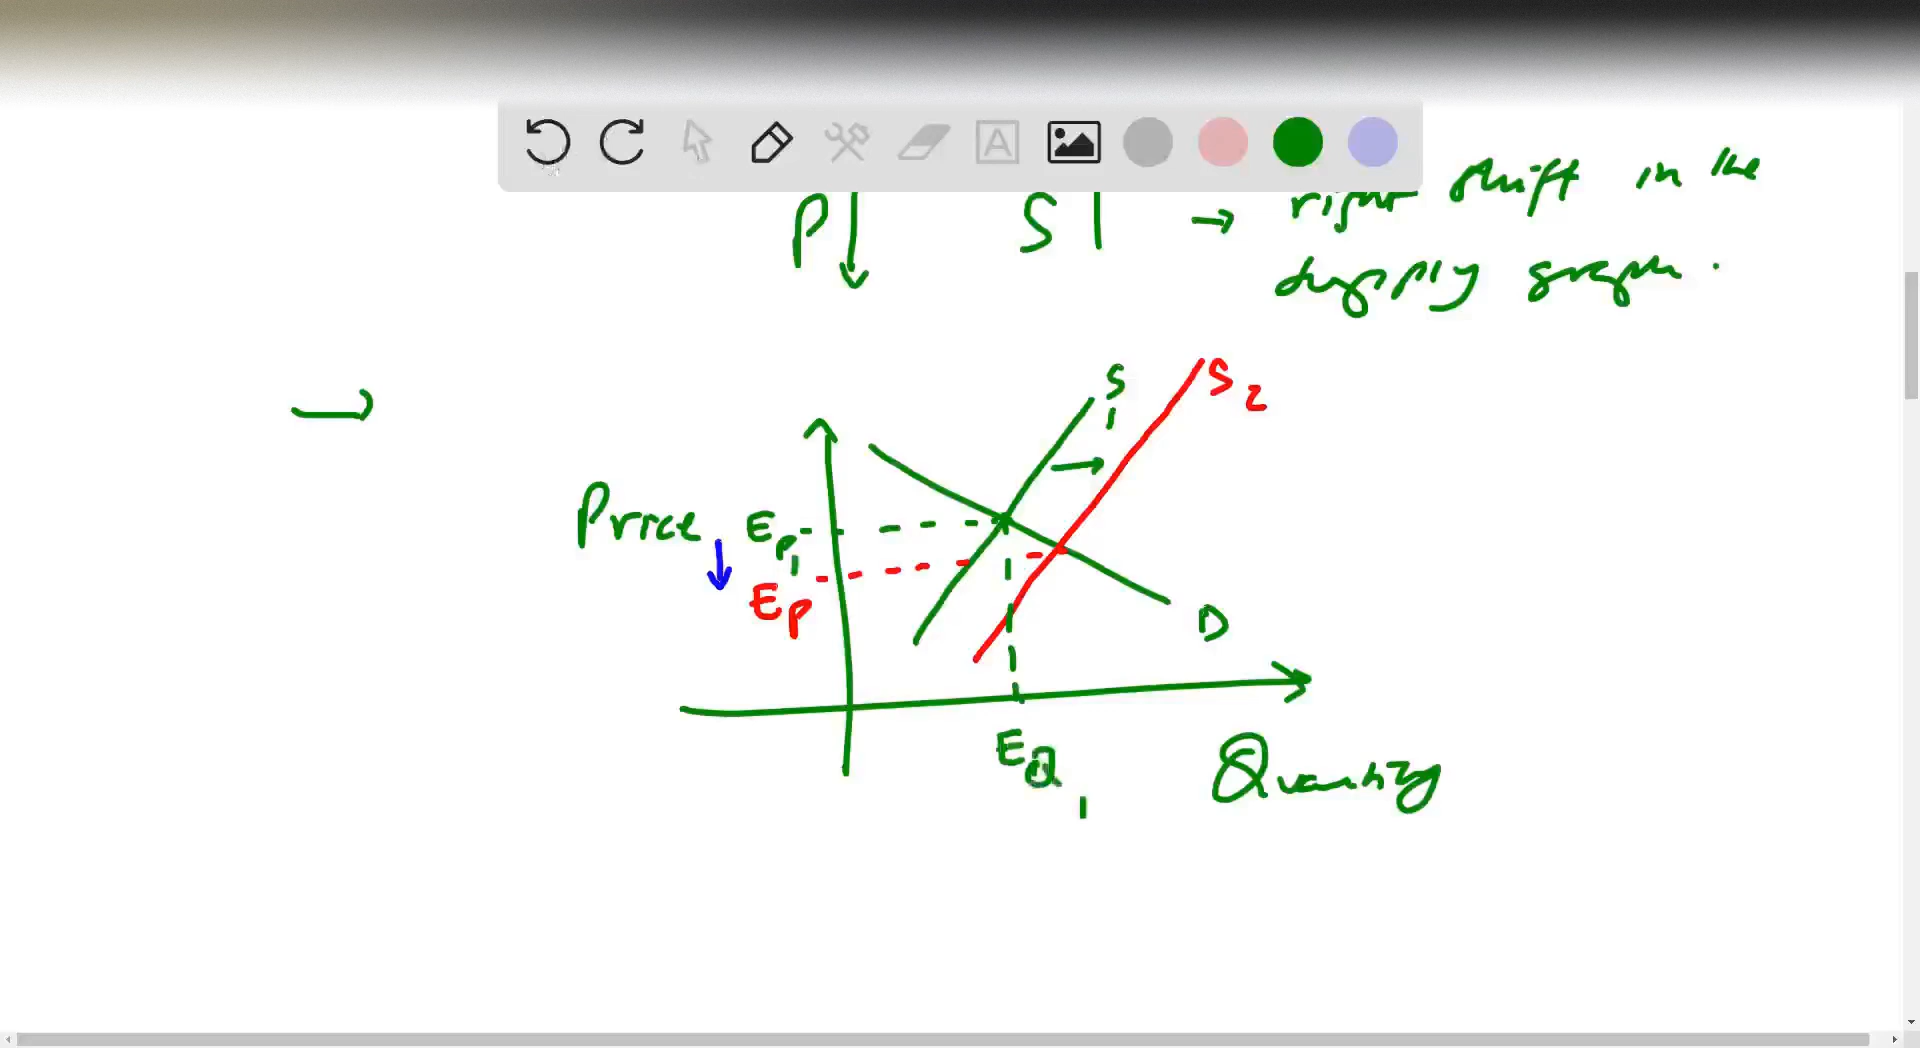 right shift in the
P S → supply graph.
S1
S2
Price EP1
EP
D
EQ1
Quantity